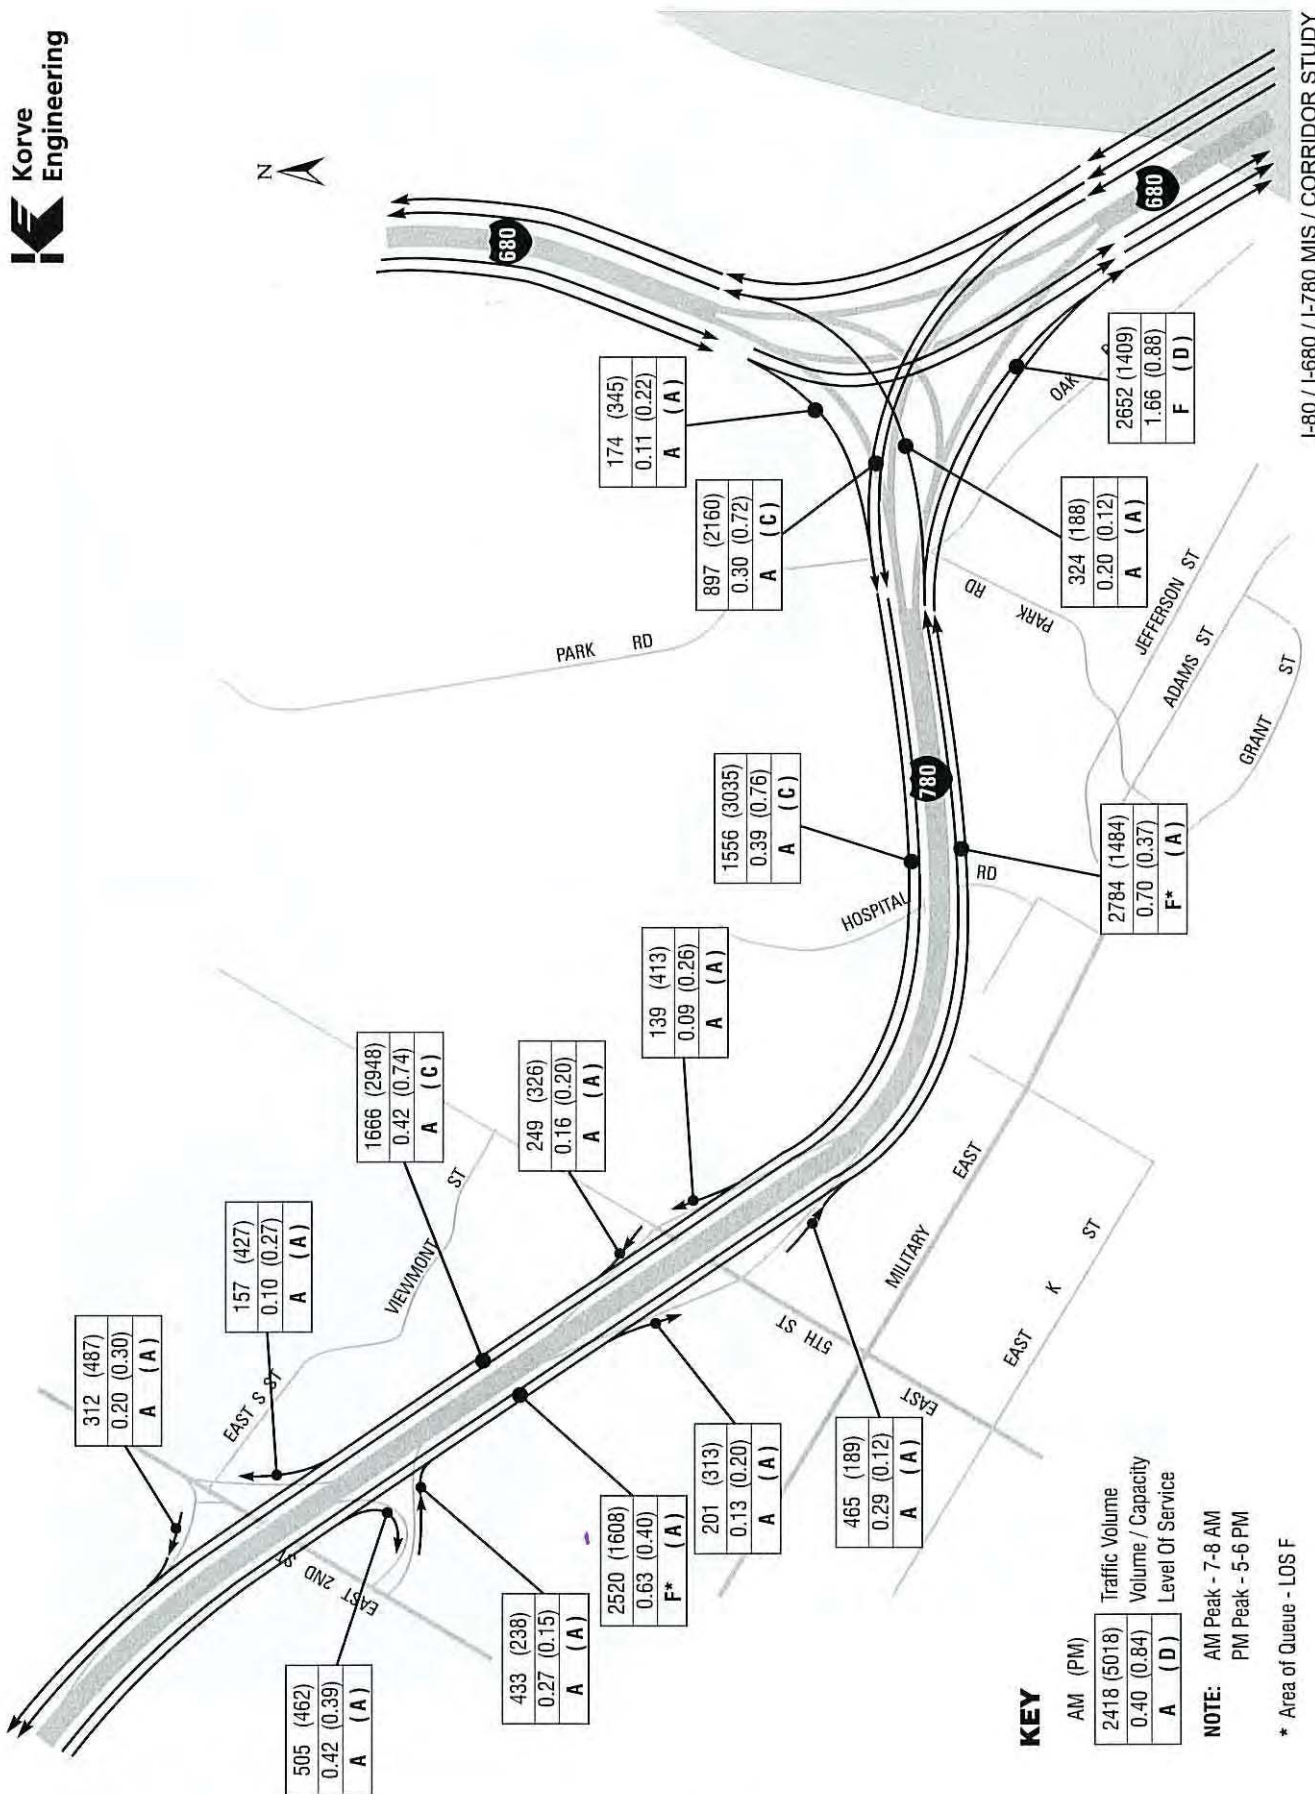 Korve
Engineering
N
680
680
780
174 (345)
0.11 (0.22)
A (A)
897 (2160)
0.30 (0.72)
A (C)
2652 (1409)
1.66 (0.88)
F (D)
324 (188)
0.20 (0.12)
A (A)
OAK
PARK RD
PARK RD
JEFFERSON ST
ADAMS ST
GRANT ST
1556 (3035)
0.39 (0.76)
A (C)
2784 (1484)
0.70 (0.37)
F* (A)
HOSPITAL RD
139 (413)
0.09 (0.26)
A (A)
249 (326)
0.16 (0.20)
A (A)
1666 (2948)
0.42 (0.74)
A (C)
157 (427)
0.10 (0.27)
A (A)
312 (487)
0.20 (0.30)
A (A)
VIEWMONT ST
EAST S ST
EAST 2ND ST
505 (462)
0.42 (0.39)
A (A)
433 (238)
0.27 (0.15)
A (A)
2520 (1608)
0.63 (0.40)
F* (A)
201 (313)
0.13 (0.20)
A (A)
465 (189)
0.29 (0.12)
A (A)
EAST 5TH ST
MILITARY EAST
EAST K ST
KEY
AM (PM)
2418 (5018) Traffic Volume
0.40 (0.84) Volume / Capacity
A (D) Level Of Service
NOTE: AM Peak - 7-8 AM
PM Peak - 5-6 PM
* Area of Queue - LOS F
I-80 / I-680 / I-780 MIS / CORRIDOR STUDY